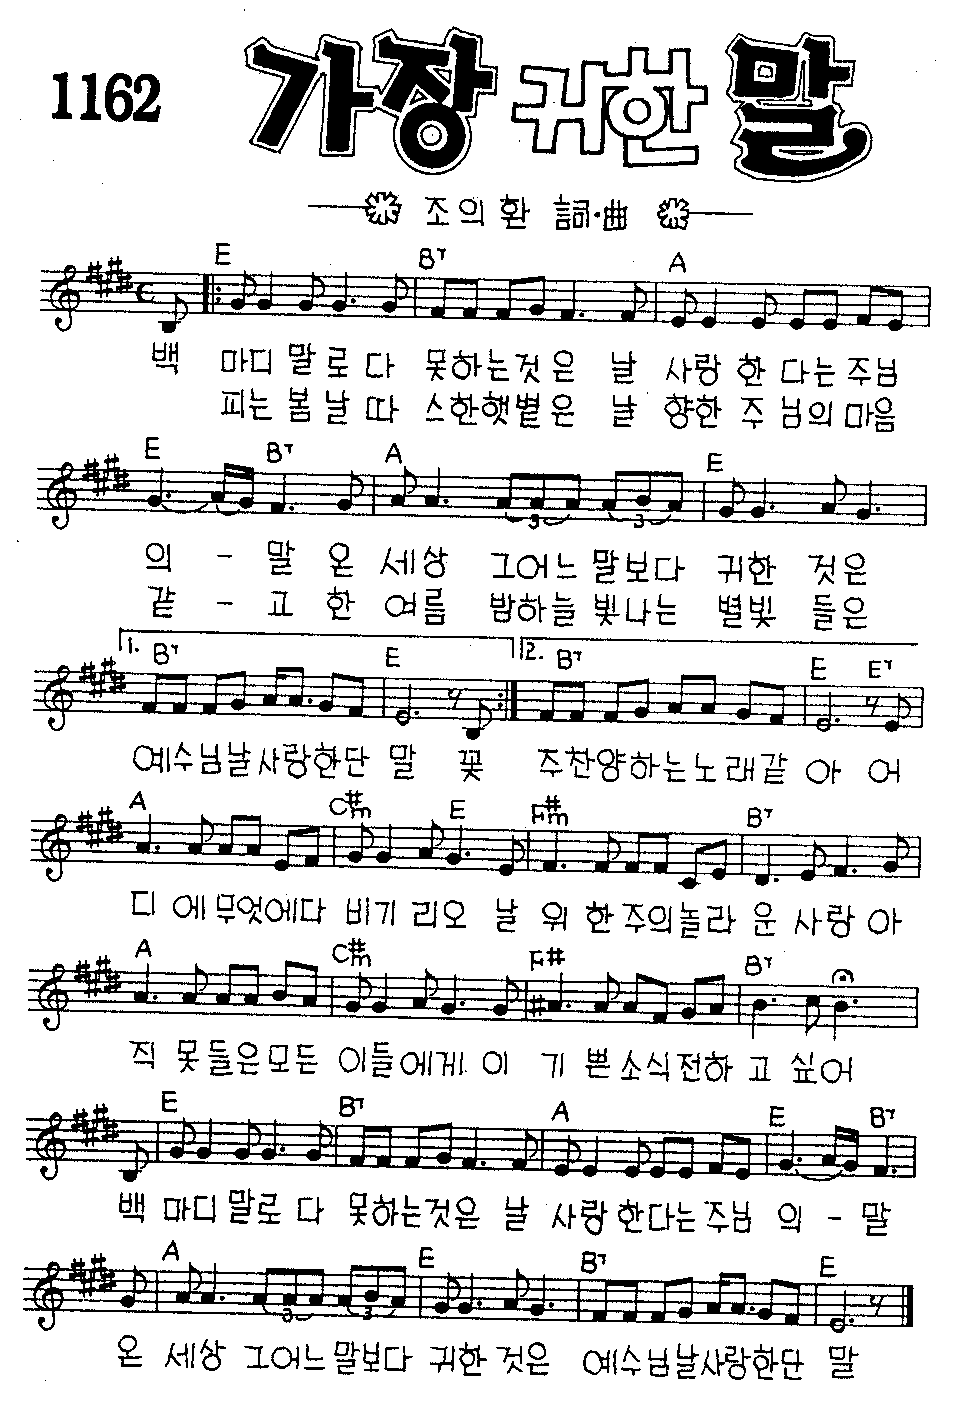 1162 가장 귀한 말
조의환 詞·曲
E B7 A
백 마디 말로 다 못하는것은 날 사랑 한 다는주님
피는 봄날 따 스한햇볕은 날 향한 주 님의마음
E B7 A E
의 - 말 온 세상 그어느말보다 귀한 것은
같 - 고 한 여름 밤하늘빛나는 별빛 들은
1. B7 E 2. B7 E E7
예수님날사랑한단 말 꽃 주찬양하는노래같 아 어
A C#m E F#m B7
디 에무엇에다 비기 리오 날 위 한주의놀라 운 사랑 아
A C#m F# B7
직 못들은모든 이들에게 이 기 쁜소식전하 고 싶어
E B7 A E B7
백 마디 말로 다 못하는것은 날 사랑 한다는주님 의 - 말
A 3 3 E B7 E
온 세상 그어느말보다 귀한 것은 예수님날사랑한단 말